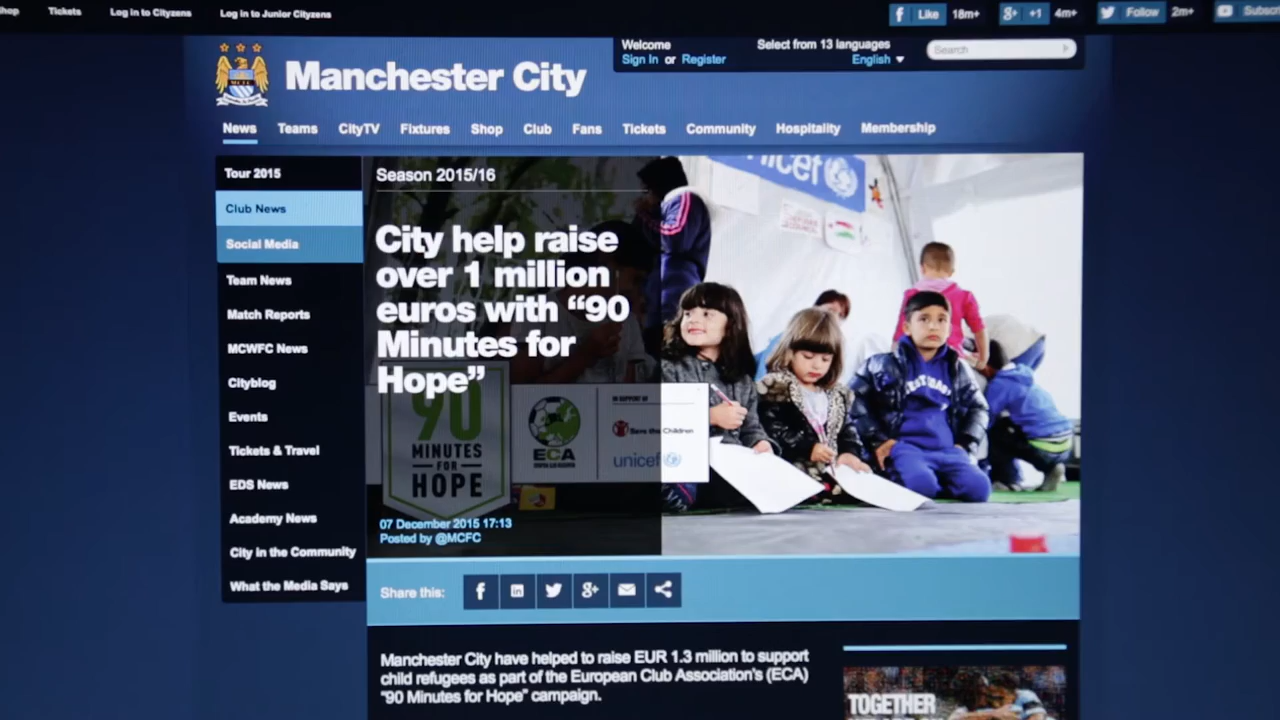 Shop Tickets Log in to Cityzens Log in to Junior Cityzens
Like 18m+ +1 4m+ Follow 2m+
Welcome
Sign In or Register
Select from 13 languages
English
Search
Manchester City
News Teams CityTV Fixtures Shop Club Fans Tickets Community Hospitality Membership
Tour 2015
Club News
Social Media
Team News
Match Reports
MCWFC News
Cityblog
Events
Tickets & Travel
EDS News
Academy News
City in the Community
What the Media Says
Season 2015/16
City help raise
over 1 million
euros with “90
Minutes for
Hope”
90
MINUTES
FOR
HOPE
ECA
IN SUPPORT OF
Save the Children
unicef
07 December 2015 17:13
Posted by @MCFC
unicef
Share this:
Manchester City have helped to raise EUR 1.3 million to support
child refugees as part of the European Club Association's (ECA)
"90 Minutes for Hope" campaign.
TOGETHER